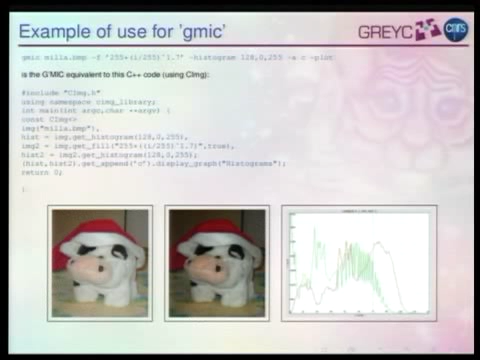 Example of use for 'gmic'
GREYC
cnrs
gmic milla.bmp -f '255*(i/255)^1.7' -histogram 128,0,255 -a c -plot
is the G'MIC equivalent to this C++ code (using CImg):
#include "CImg.h"
using namespace cimg_library;
int main(int argc,char **argv) {
const CImg<>
img("milla.bmp"),
hist = img.get_histogram(128,0,255),
img2 = img.get_fill("255*((i/255)^1.7)",true),
hist2 = img2.get_histogram(128,0,255);
(hist,hist2).get_append('c').display_graph("Histograms");
return 0;
}